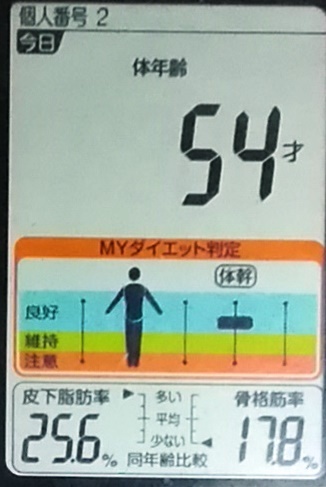 個人番号 2
今日
体年齢
54才
MYダイエット判定
体幹
良好
維持
注意
皮下脂肪率
25.6%
多い
平均
少ない
同年齢比較
骨格筋率
17.8%